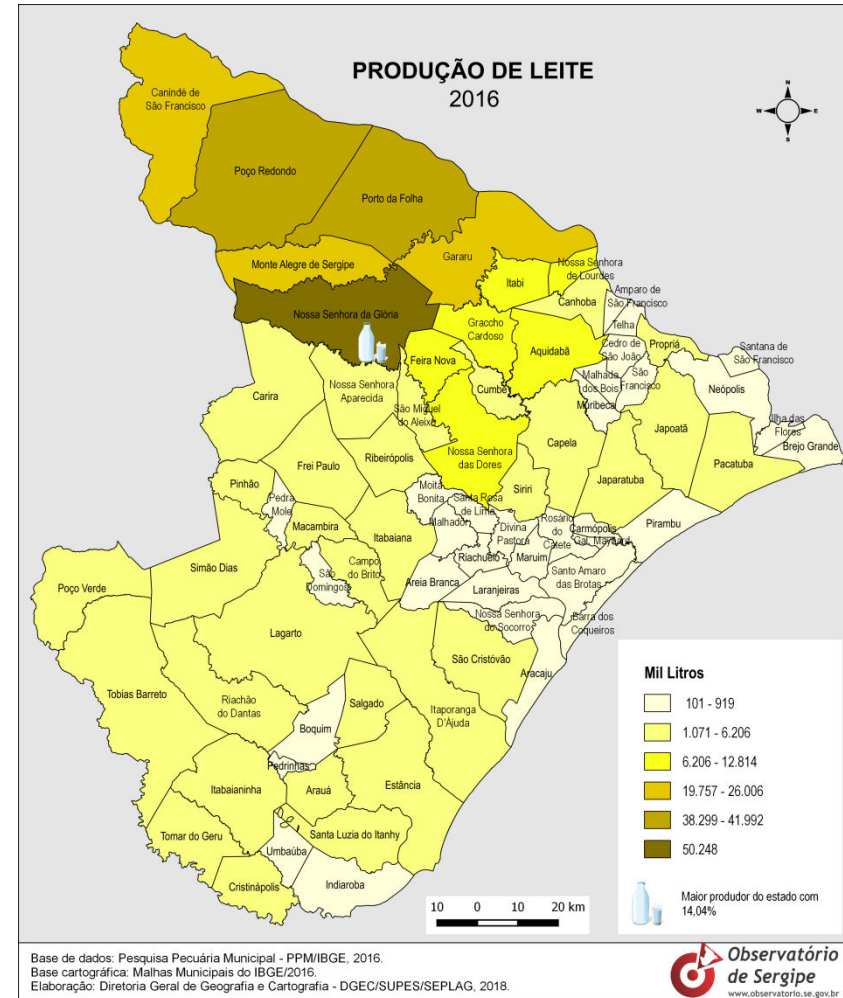 PRODUÇÃO DE LEITE
2016
N
W
E
S
Canindé de
São Francisco
Poço Redondo
Porto da Folha
Monte Alegre de Sergipe
Gararu
Nossa Senhora da Glória
Itabi
Nossa Senhora
de Lourdes
Canhoba
Amparo de
São Francisco
Telha
Graccho
Cardoso
Aquidabã
Cedro de
São João
Propriá
Santana de
São Francisco
Feira Nova
Malhada
dos Bois
São
Francisco
Neópolis
Nossa Senhora
Aparecida
Cumbe
Muribeca
Ilha das
Flores
Brejo Grande
Carira
São Miguel
do Aleixo
Nossa Senhora
das Dores
Capela
Japoatã
Pacatuba
Frei Paulo
Ribeirópolis
Japaratuba
Siriri
Pinhão
Pedra
Mole
Moita
Bonita
Santa Rosa
de Lima
Macambira
Itabaiana
Malhador
Divina
Pastora
Rosário
do
Catete
Carmópolis
Gal. Maynard
Pirambu
Simão Dias
São
Domingos
Campo
do Brito
Riachuelo
Maruim
Santo Amaro
das Brotas
Poço Verde
Areia Branca
Laranjeiras
Nossa Senhora
do Socorro
Barra dos
Coqueiros
Lagarto
São Cristóvão
Aracaju
Tobias Barreto
Riachão
do Dantas
Salgado
Itaporanga
D'Ajuda
Boquim
Pedrinhas
Itabaianinha
Arauá
Estância
Tomar do Geru
Santa Luzia do Itanhy
Umbaúba
Cristinápolis
Indiaroba
Mil Litros
101 - 919
1.071 - 6.206
6.206 - 12.814
19.757 - 26.006
38.299 - 41.992
50.248
Maior produtor do estado com
14,04%
10 0 10 20 km
Base de dados: Pesquisa Pecuária Municipal - PPM/IBGE, 2016.
Base cartográfica: Malhas Municipais do IBGE/2016.
Elaboração: Diretoria Geral de Geografia e Cartografia - DGEC/SUPES/SEPLAG, 2018.
Observatório
de Sergipe
www.observatorio.se.gov.br